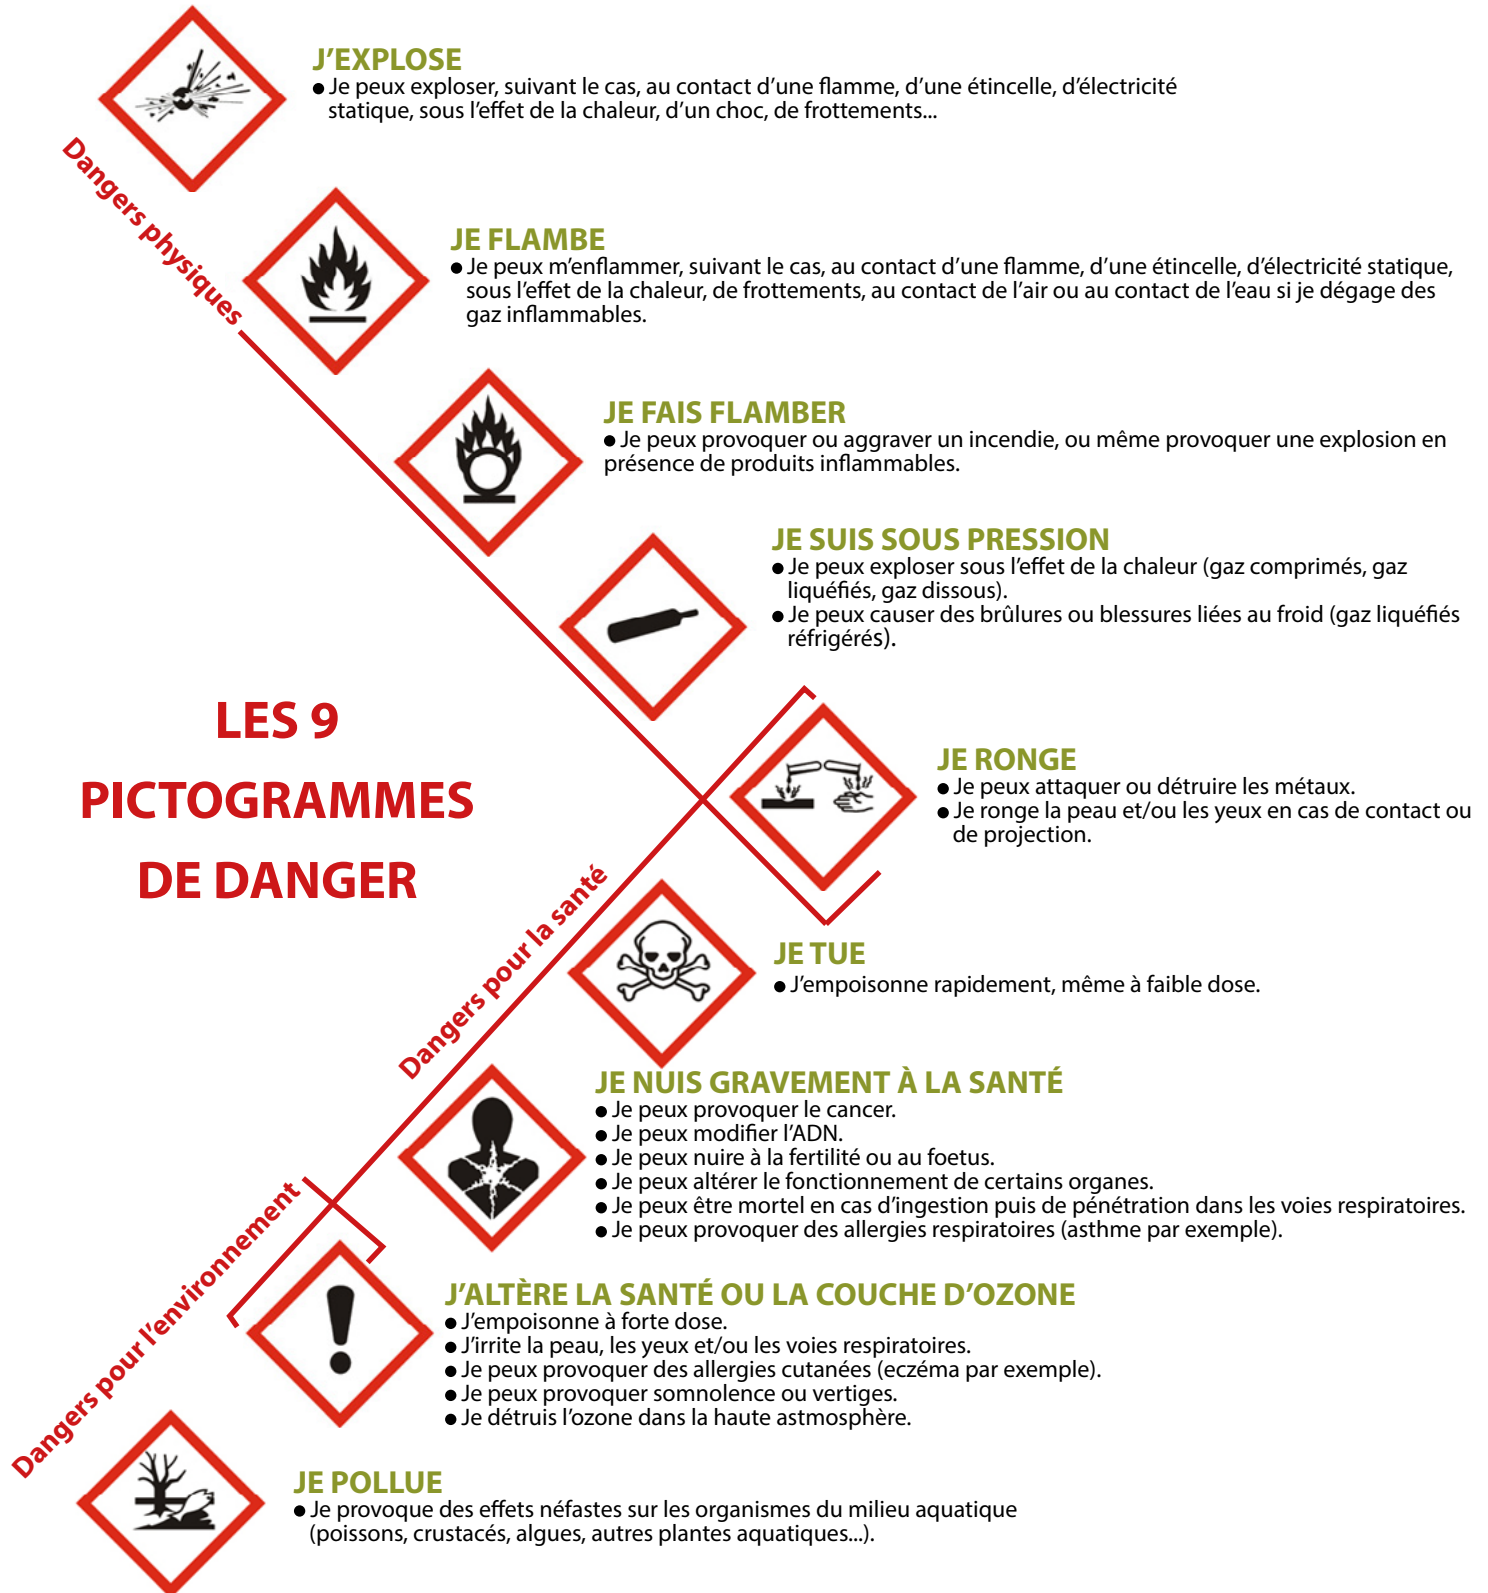 J'EXPLOSE
● Je peux exploser, suivant le cas, au contact d'une flamme, d'une étincelle, d'électricité
statique, sous l'effet de la chaleur, d'un choc, de frottements...
Dangers physiques
JE FLAMBE
● Je peux m'enflammer, suivant le cas, au contact d'une flamme, d'une étincelle, d'électricité statique,
sous l'effet de la chaleur, de frottements, au contact de l'air ou au contact de l'eau si je dégage des
gaz inflammables.
JE FAIS FLAMBER
● Je peux provoquer ou aggraver un incendie, ou même provoquer une explosion en
présence de produits inflammables.
JE SUIS SOUS PRESSION
● Je peux exploser sous l'effet de la chaleur (gaz comprimés, gaz
liquéfiés, gaz dissous).
● Je peux causer des brûlures ou blessures liées au froid (gaz liquéfiés
réfrigérés).
LES 9
PICTOGRAMMES
DE DANGER
JE RONGE
● Je peux attaquer ou détruire les métaux.
● Je ronge la peau et/ou les yeux en cas de contact ou
de projection.
Dangers pour la santé
JE TUE
● J'empoisonne rapidement, même à faible dose.
JE NUIS GRAVEMENT À LA SANTÉ
● Je peux provoquer le cancer.
● Je peux modifier l'ADN.
● Je peux nuire à la fertilité ou au foetus.
● Je peux altérer le fonctionnement de certains organes.
● Je peux être mortel en cas d'ingestion puis de pénétration dans les voies respiratoires.
● Je peux provoquer des allergies respiratoires (asthme par exemple).
Dangers pour l'environnement
J'ALTÈRE LA SANTÉ OU LA COUCHE D'OZONE
● J'empoisonne à forte dose.
● J'irrite la peau, les yeux et/ou les voies respiratoires.
● Je peux provoquer des allergies cutanées (eczéma par exemple).
● Je peux provoquer somnolence ou vertiges.
● Je détruis l'ozone dans la haute astmosphère.
JE POLLUE
● Je provoque des effets néfastes sur les organismes du milieu aquatique
(poissons, crustacés, algues, autres plantes aquatiques...).